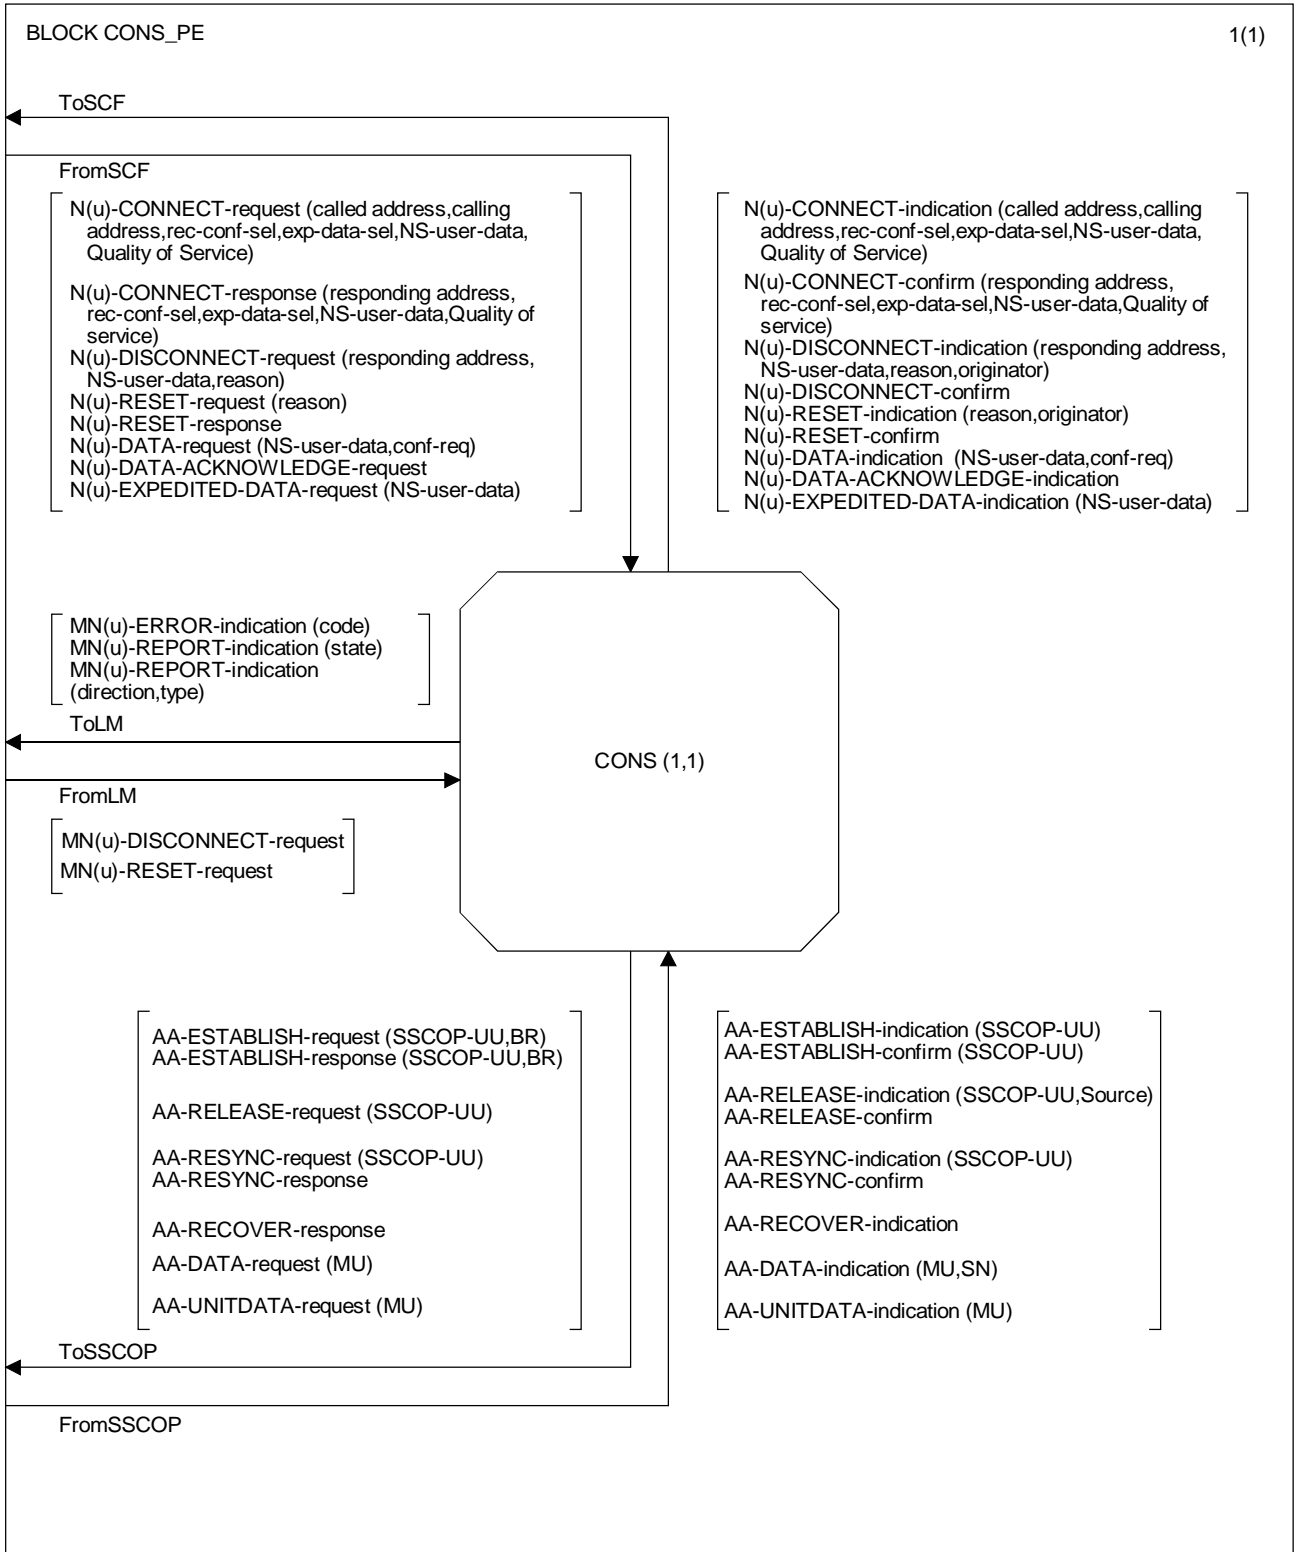 BLOCK CONS_PE
1(1)
ToSCF
FromSCF
N(u)-CONNECT-request (called address,calling
address,rec-conf-sel,exp-data-sel,NS-user-data,
Quality of Service)
N(u)-CONNECT-response (responding address,
rec-conf-sel,exp-data-sel,NS-user-data,Quality of
service)
N(u)-DISCONNECT-request (responding address,
NS-user-data,reason)
N(u)-RESET-request (reason)
N(u)-RESET-response
N(u)-DATA-request (NS-user-data,conf-req)
N(u)-DATA-ACKNOWLEDGE-request
N(u)-EXPEDITED-DATA-request (NS-user-data)
N(u)-CONNECT-indication (called address,calling
address,rec-conf-sel,exp-data-sel,NS-user-data,
Quality of Service)
N(u)-CONNECT-confirm (responding address,
rec-conf-sel,exp-data-sel,NS-user-data,Quality of
service)
N(u)-DISCONNECT-indication (responding address,
NS-user-data,reason,originator)
N(u)-DISCONNECT-confirm
N(u)-RESET-indication (reason,originator)
N(u)-RESET-confirm
N(u)-DATA-indication (NS-user-data,conf-req)
N(u)-DATA-ACKNOWLEDGE-indication
N(u)-EXPEDITED-DATA-indication (NS-user-data)
MN(u)-ERROR-indication (code)
MN(u)-REPORT-indication (state)
MN(u)-REPORT-indication
(direction,type)
ToLM
CONS (1,1)
FromLM
MN(u)-DISCONNECT-request
MN(u)-RESET-request
AA-ESTABLISH-request (SSCOP-UU,BR)
AA-ESTABLISH-response (SSCOP-UU,BR)
AA-RELEASE-request (SSCOP-UU)
AA-RESYNC-request (SSCOP-UU)
AA-RESYNC-response
AA-RECOVER-response
AA-DATA-request (MU)
AA-UNITDATA-request (MU)
AA-ESTABLISH-indication (SSCOP-UU)
AA-ESTABLISH-confirm (SSCOP-UU)
AA-RELEASE-indication (SSCOP-UU,Source)
AA-RELEASE-confirm
AA-RESYNC-indication (SSCOP-UU)
AA-RESYNC-confirm
AA-RECOVER-indication
AA-DATA-indication (MU,SN)
AA-UNITDATA-indication (MU)
ToSSCOP
FromSSCOP